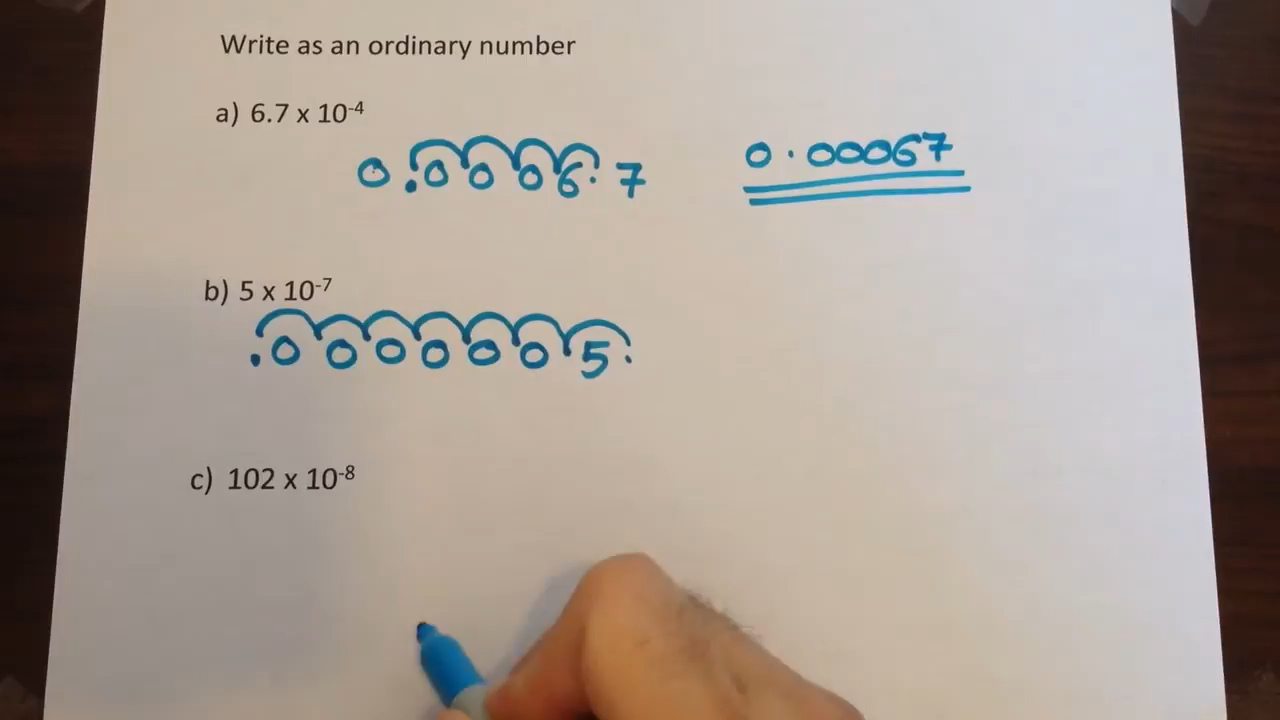 Write as an ordinary number
a) 6.7 x 10⁻⁴
0.0006.7 0.00067
b) 5 x 10⁻⁷
.0000005.
c) 102 x 10⁻⁸